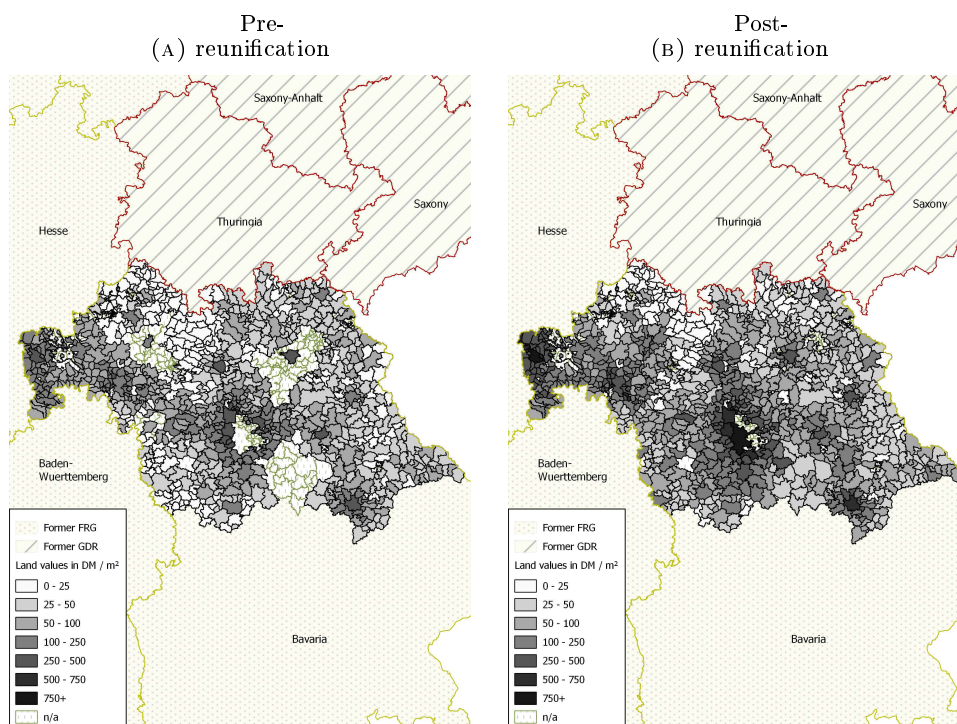 Pre-
(A) reunification
Saxony-Anhalt
Hesse
Thuringia
Saxony
Baden-
Wuerttemberg
Bavaria
Former FRG
Former GDR
Land values in DM / m²
0 - 25
25 - 50
50 - 100
100 - 250
250 - 500
500 - 750
750+
n/a
Post-
(B) reunification
Saxony-Anhalt
Hesse
Thuringia
Saxony
Baden-
Wuerttemberg
Bavaria
Former FRG
Former GDR
Land values in DM / m²
0 - 25
25 - 50
50 - 100
100 - 250
250 - 500
500 - 750
750+
n/a